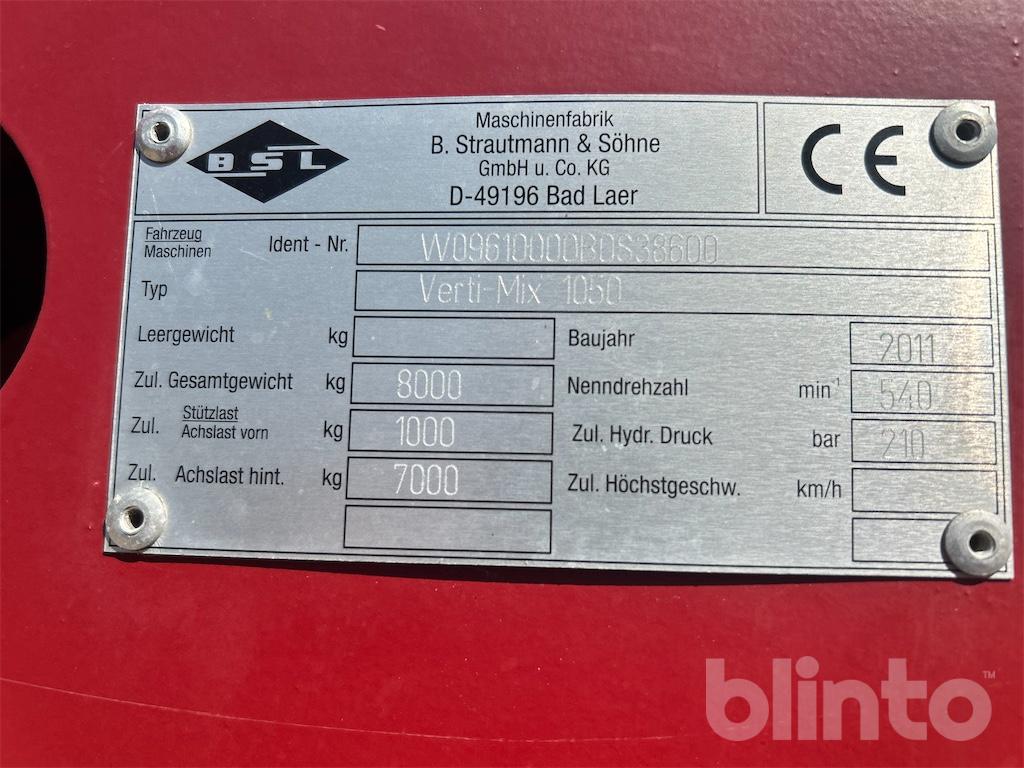 BSL
Maschinenfabrik
B. Strautmann & Söhne
GmbH u. Co. KG
D-49196 Bad Laer
CE
Fahrzeug
Maschinen
Ident - Nr.
W09610000B0S38600
Typ
Verti-Mix 1050
Leergewicht kg
Baujahr 2011
Zul. Gesamtgewicht kg 8000
Nenndrehzahl min⁻¹ 540
Zul. Stützlast
Achslast vorn kg 1000
Zul. Hydr. Druck bar 210
Zul. Achslast hint. kg 7000
Zul. Höchstgeschw. km/h
blinto™